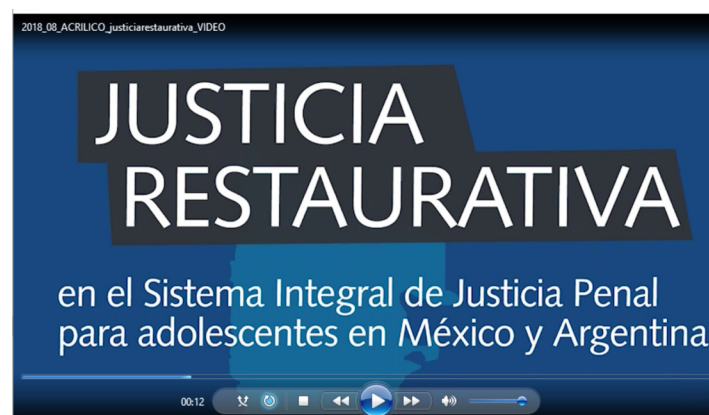 2018_08_ACRILICO_justiciarestaurativa_VIDEO
JUSTICIA
RESTAURATIVA
en el Sistema Integral de Justicia Penal
para adolescentes en México y Argentina
00:12